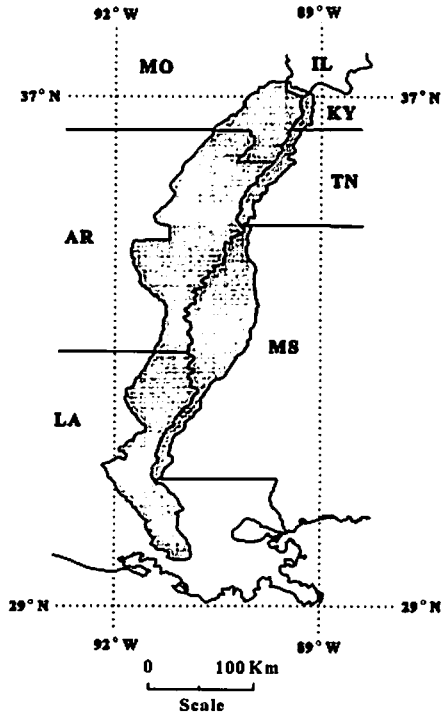 92° W 89° W
MO IL
37° N 37° N
KY
TN
AR
MS
LA
29° N 29° N
92° W 89° W
0 100 Km
Scale